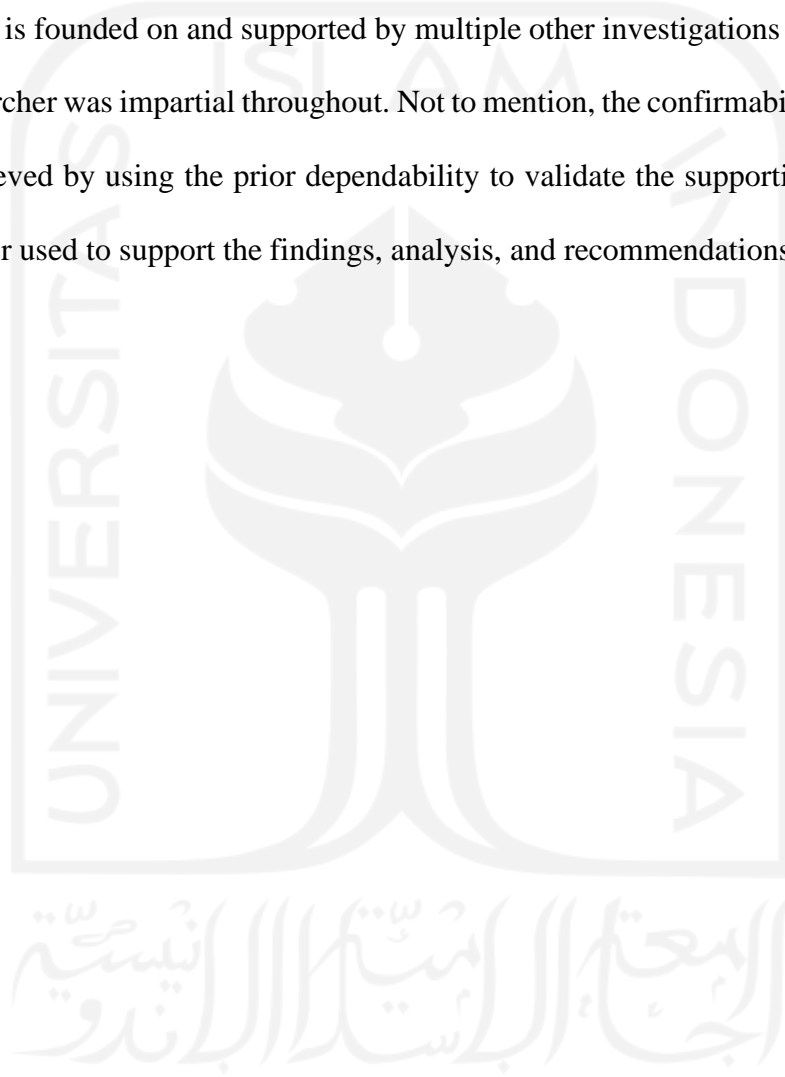 is founded on and supported by multiple other investigations
rcher was impartial throughout. Not to mention, the confirmabi
eved by using the prior dependability to validate the supporti
r used to support the findings, analysis, and recommendations
ISLAM
UNIVERSITAS
INDONESIA